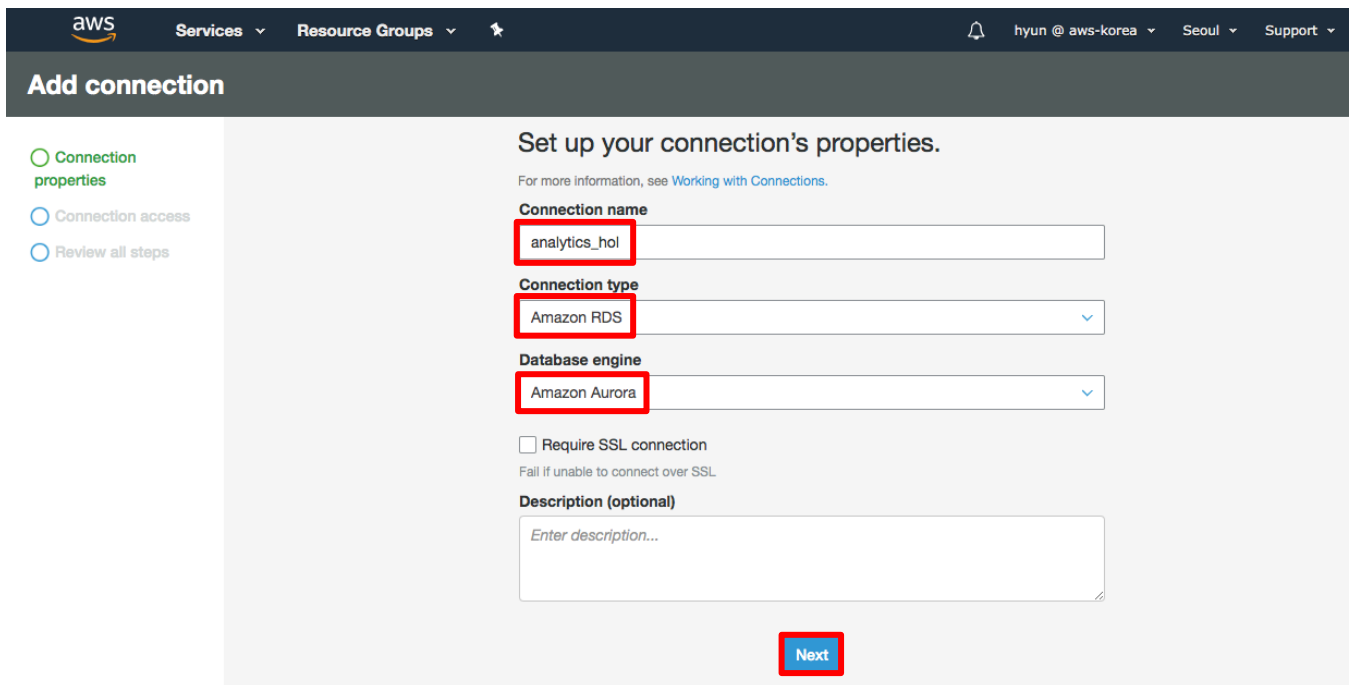 aws Services Resource Groups hyun @ aws-korea Seoul Support
Add connection
Connection
properties
Connection access
Review all steps
Set up your connection's properties.
For more information, see Working with Connections.
Connection name
analytics_hol
Connection type
Amazon RDS
Database engine
Amazon Aurora
Require SSL connection
Fail if unable to connect over SSL
Description (optional)
Enter description...
Next